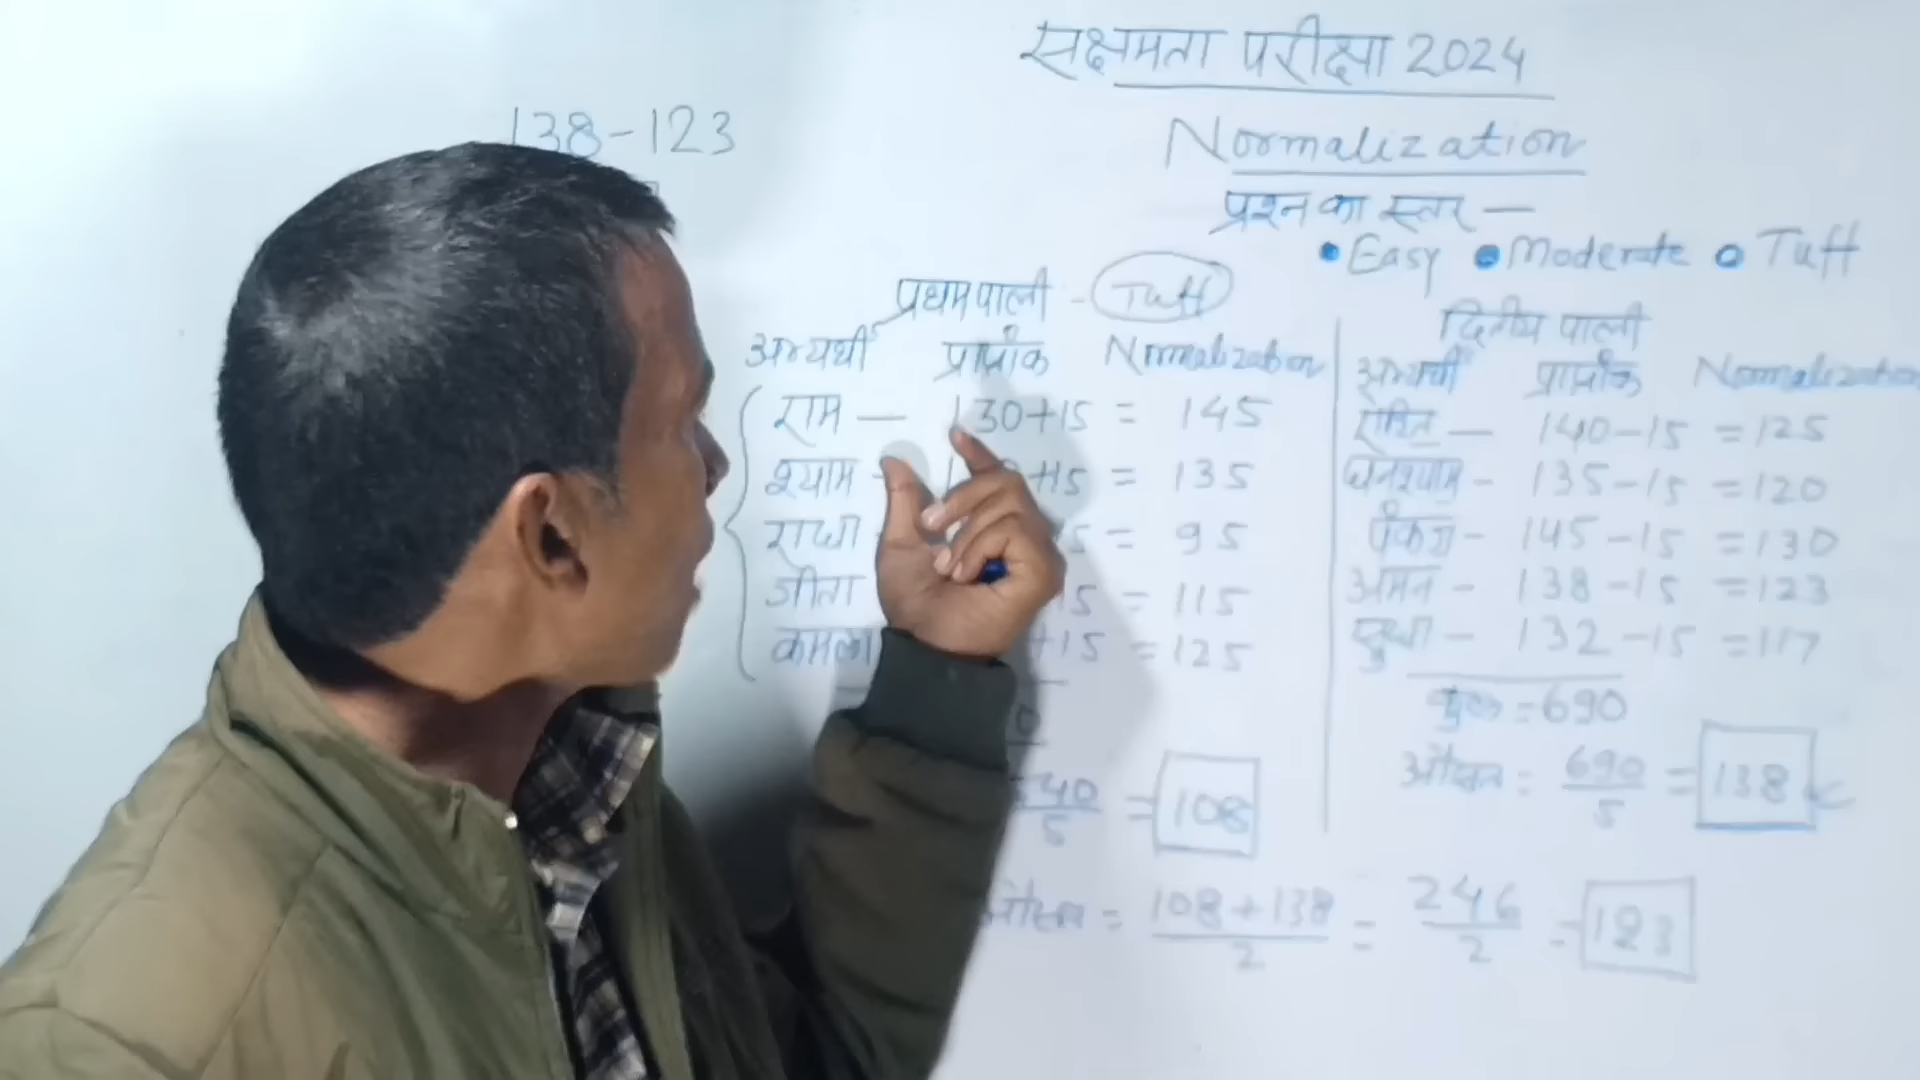 सक्षमता परीक्षा 2024
138-123
Normalization
प्रश्न का स्तर —
• Easy • Moderate • Tuff
प्रथम पाली - Tuff
अभ्यर्थी प्राप्तांक Normalization
राम — 130+15 = 145
श्याम - +15 = 135
राधा = 95
गीता 15 = 115
कमला +15 = 125
40/5 = 108
द्वितीय पाली
अभ्यर्थी प्राप्तांक Normalization
— 140-15 = 125
घनश्याम - 135-15 = 120
पंकज - 145-15 = 130
अमन - 138-15 = 123
सुधा - 132-15 = 117
कुल = 690
औसत = 690/5 = 138
औसत = 108+138/2 = 246/2 = 123